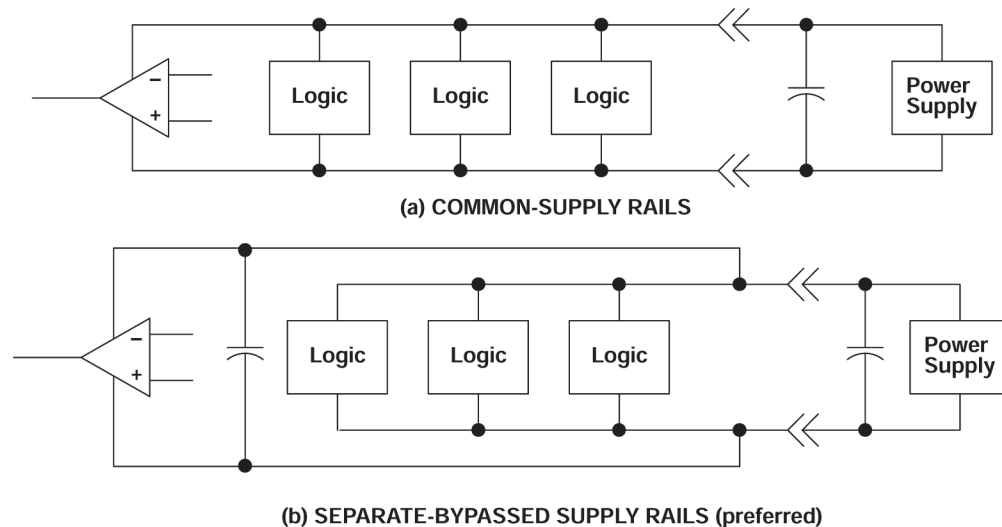 −
+
Logic
Logic
Logic
Power
Supply
(a) COMMON-SUPPLY RAILS
−
+
Logic
Logic
Logic
Power
Supply
(b) SEPARATE-BYPASSED SUPPLY RAILS (preferred)